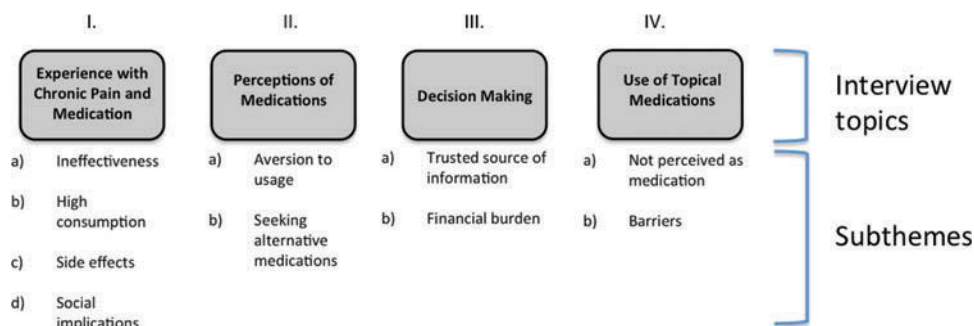 I.
II.
III.
IV.
Experience with
Chronic Pain and
Medication
Perceptions of
Medications
Decision Making
Use of Topical
Medications
Interview
topics
a) Ineffectiveness
b) High
consumption
c) Side effects
d) Social
implications
a) Aversion to
usage
b) Seeking
alternative
medications
a) Trusted source of
information
b) Financial burden
a) Not perceived as
medication
b) Barriers
Subthemes